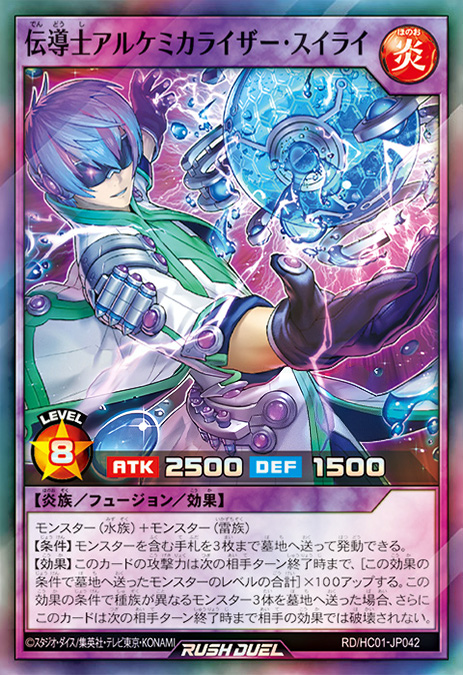 でんどうし
伝導士アルケミカライザー・スイライ
ほのお
炎
LEVEL
8
ATK 2500 DEF 1500
【炎族／フュージョン／効果】
モンスター（水族）＋モンスター（雷族）
【条件】モンスターを含む手札を3枚まで墓地へ送って発動できる。
【効果】このカードの攻撃力は次の相手ターン終了時まで、[この効果の
条件で墓地へ送ったモンスターのレベルの合計]×100アップする。この
効果の条件で種族が異なるモンスター3体を墓地へ送った場合、さらに
このカードは次の相手ターン終了時まで相手の効果では破壊されない。
©スタジオ・ダイス/集英社・テレビ東京・KONAMI
RUSH DUEL
RD/HC01-JP042